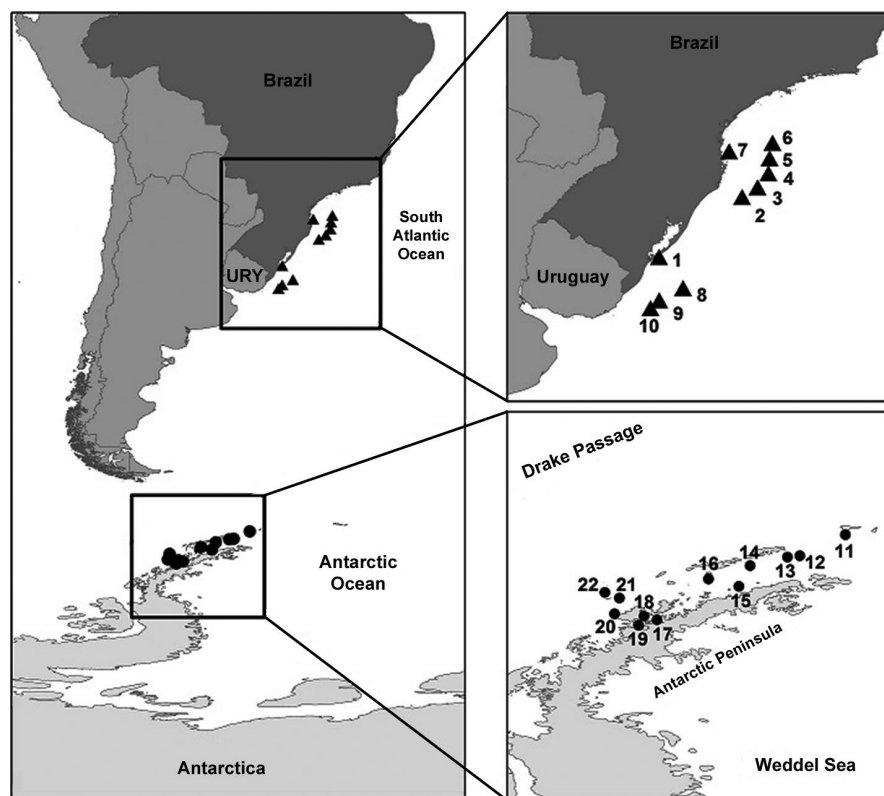 Brazil
URY
South
Atlantic
Ocean
Antarctic
Ocean
Antarctica
Brazil
Uruguay
7
6
5
4
3
2
1
8
9
10
Drake Passage
11
12
13
14
15
16
22
21
18
20
19
17
Antarctic Peninsula
Weddel Sea